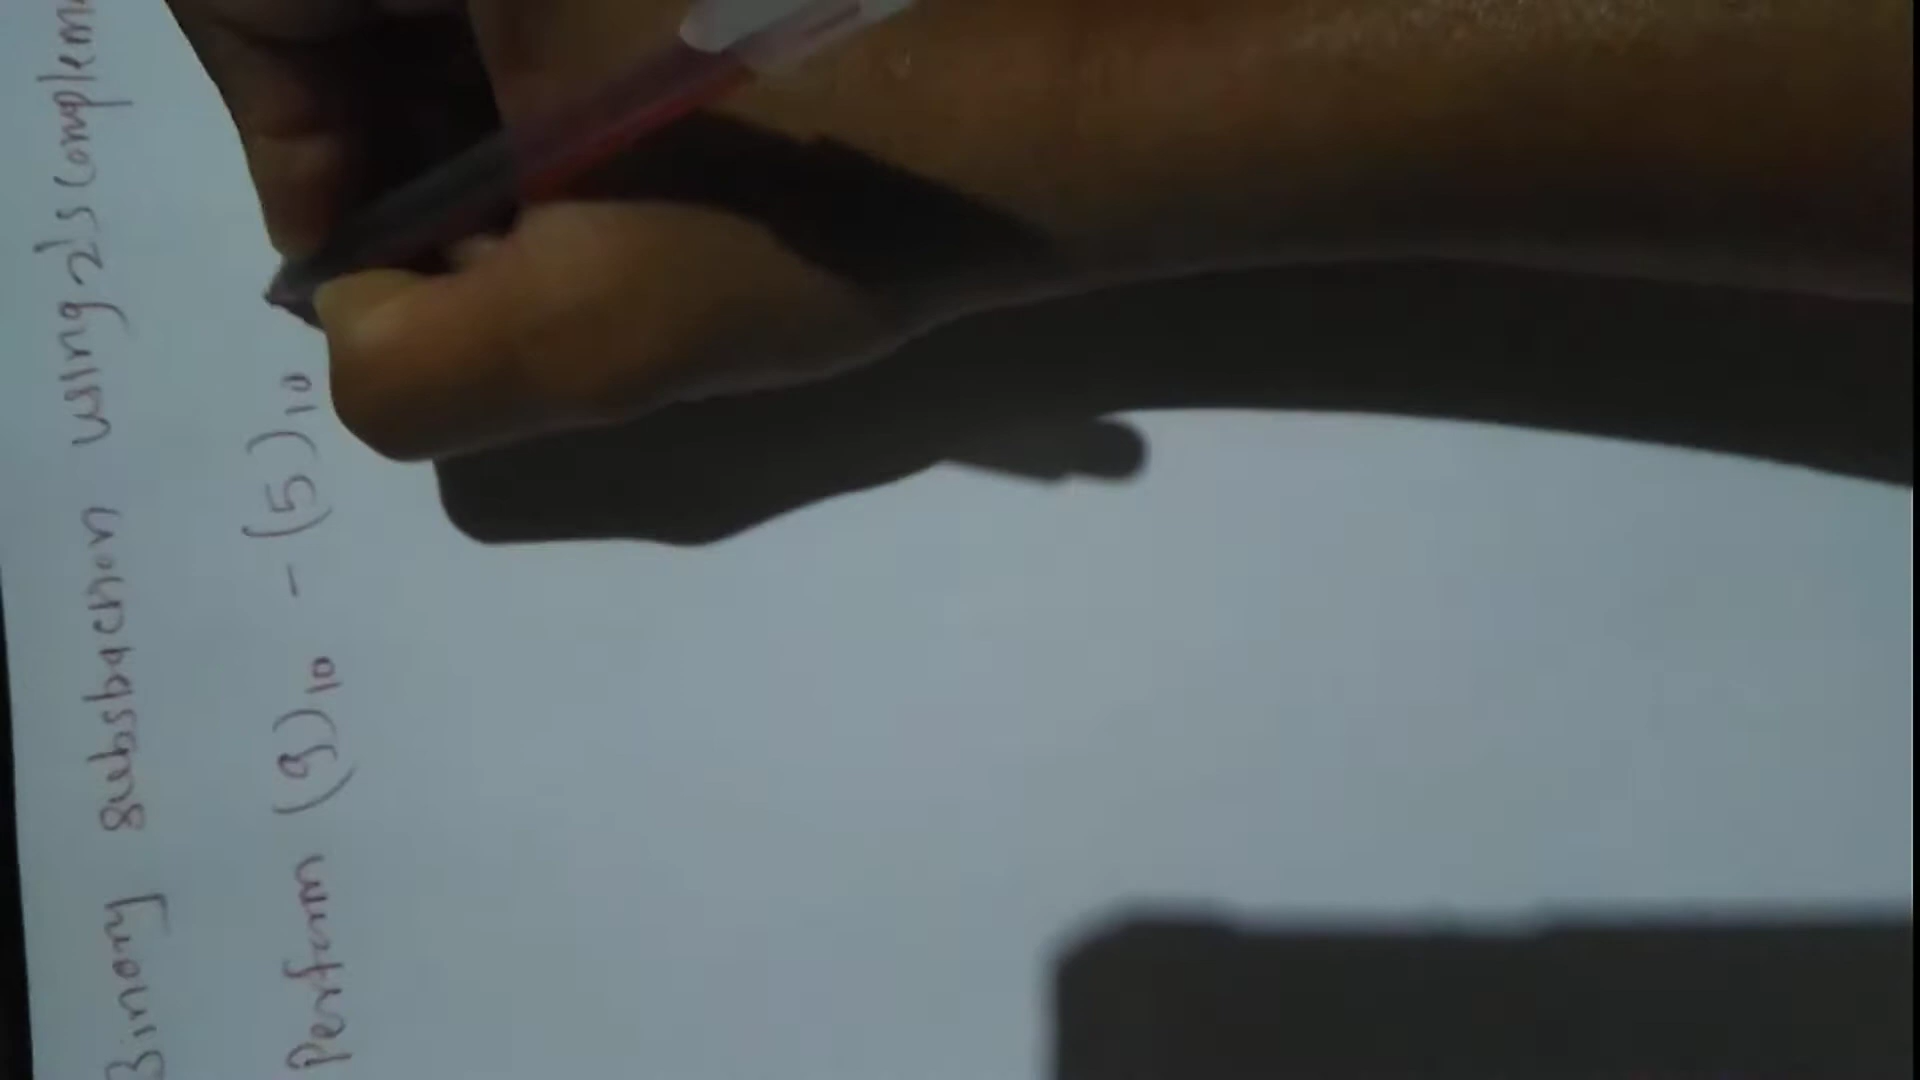 Binary subsbaction using 2's complem
Perform (9)10 - (5)10